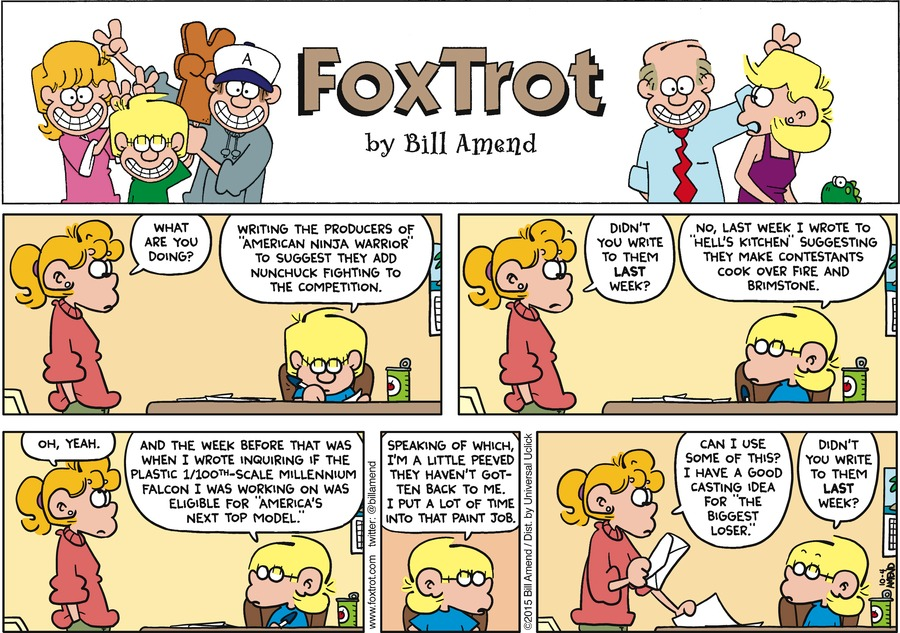 A
FoxTrot
by Bill Amend
WHAT
ARE YOU
DOING?
WRITING THE PRODUCERS OF
"AMERICAN NINJA WARRIOR"
TO SUGGEST THEY ADD
NUNCHUCK FIGHTING TO
THE COMPETITION.
DIDN'T
YOU WRITE
TO THEM
LAST
WEEK?
NO, LAST WEEK I WROTE TO
"HELL'S KITCHEN" SUGGESTING
THEY MAKE CONTESTANTS
COOK OVER FIRE AND
BRIMSTONE.
OH, YEAH.
AND THE WEEK BEFORE THAT WAS
WHEN I WROTE INQUIRING IF THE
PLASTIC 1/100TH-SCALE MILLENNIUM
FALCON I WAS WORKING ON WAS
ELIGIBLE FOR "AMERICA'S
NEXT TOP MODEL."
www.foxtrot.com twitter: @billamend
SPEAKING OF WHICH,
I'M A LITTLE PEEVED
THEY HAVEN'T GOT-
TEN BACK TO ME.
I PUT A LOT OF TIME
INTO THAT PAINT JOB.
©2015 Bill Amend / Dist. by Universal Uclick
CAN I USE
SOME OF THIS?
I HAVE A GOOD
CASTING IDEA
FOR "THE
BIGGEST
LOSER."
DIDN'T
YOU WRITE
TO THEM
LAST
WEEK?
10-4
AMEND